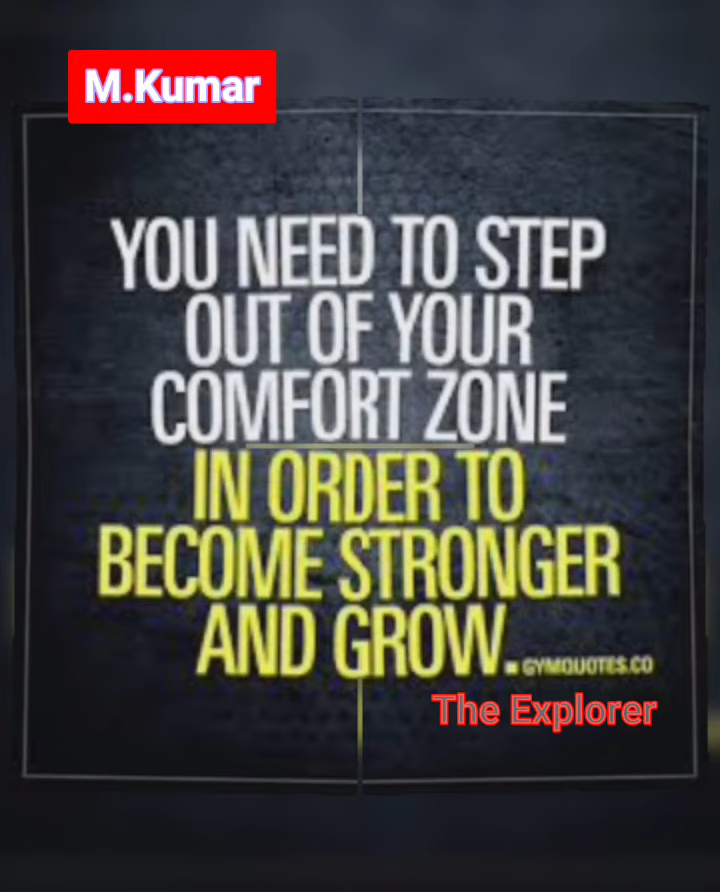 M.Kumar
YOU NEED TO STEP
OUT OF YOUR
COMFORT ZONE
IN ORDER TO
BECOME STRONGER
AND GROW. GYMQUOTES.CO
The Explorer